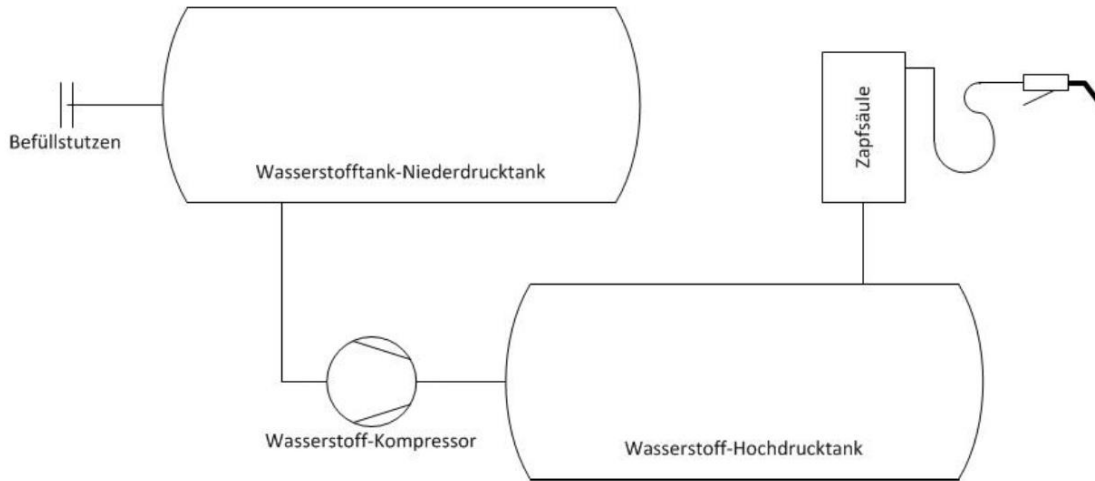 Befüllstutzen
Wasserstofftank-Niederdrucktank
Zapfsäule
Wasserstoff-Kompressor
Wasserstoff-Hochdrucktank